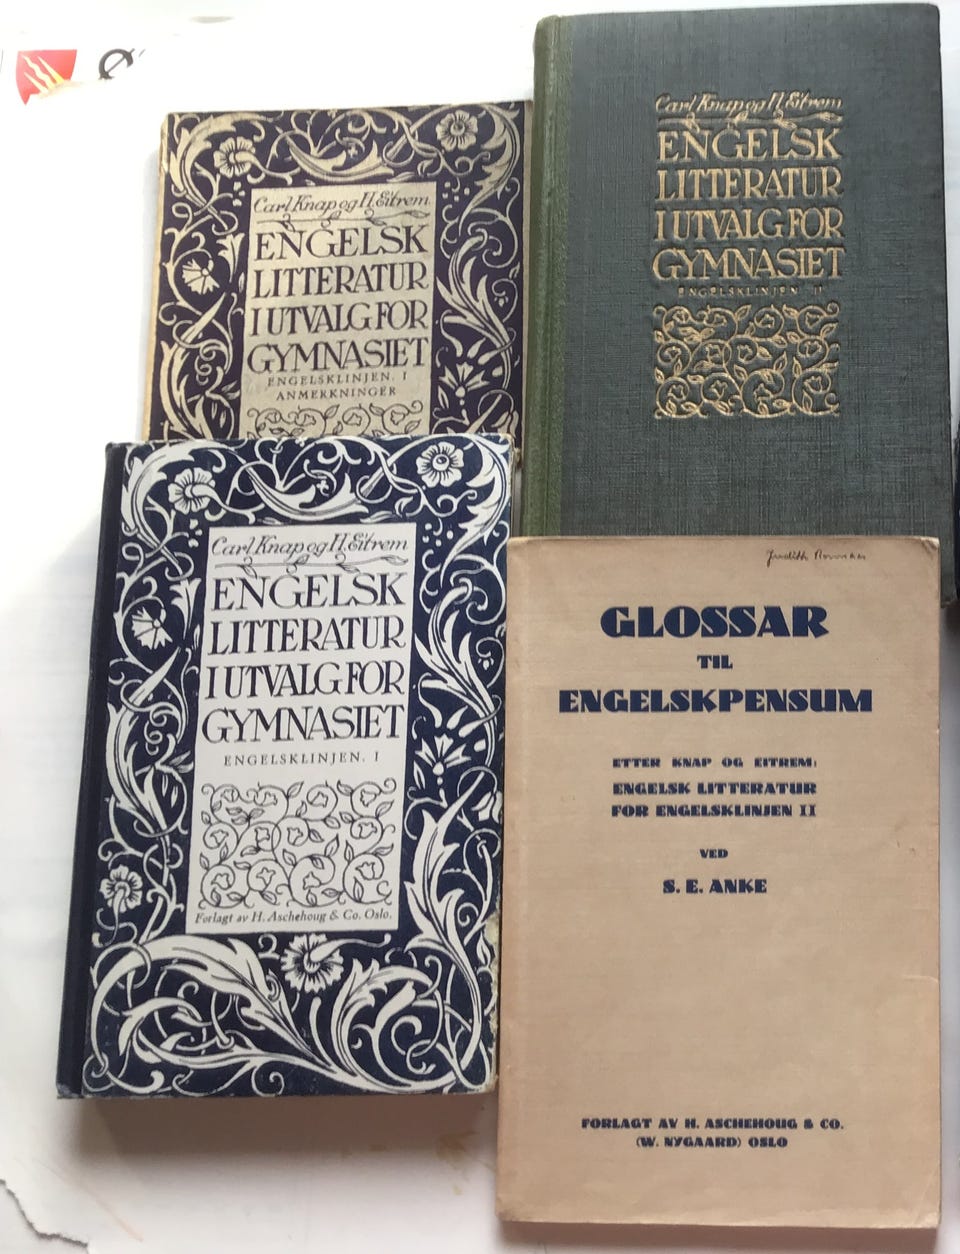 Ø
Carl Knap og H. Eitrem
ENGELSK
LITTERATUR
I UTVALG FOR
GYMNASIET
ENGELSKLINJEN. I
ANMERKNINGER
Carl Knap og H. Eitrem
ENGELSK
LITTERATUR
I UTVALG FOR
GYMNASIET
ENGELSKLINJEN II
Carl Knap og H. Eitrem
ENGELSK
LITTERATUR
I UTVALG FOR
GYMNASIET
ENGELSKLINJEN. I
Forlagt av H. Aschehoug & Co. Oslo.
Judith
GLOSSAR
TIL
ENGELSKPENSUM
ETTER KNAP OG EITREM:
ENGELSK LITTERATUR
FOR ENGELSKLINJEN II
VED
S. E. ANKE
FORLAGT AV H. ASCHEHOUG & CO.
(W. NYGAARD) OSLO